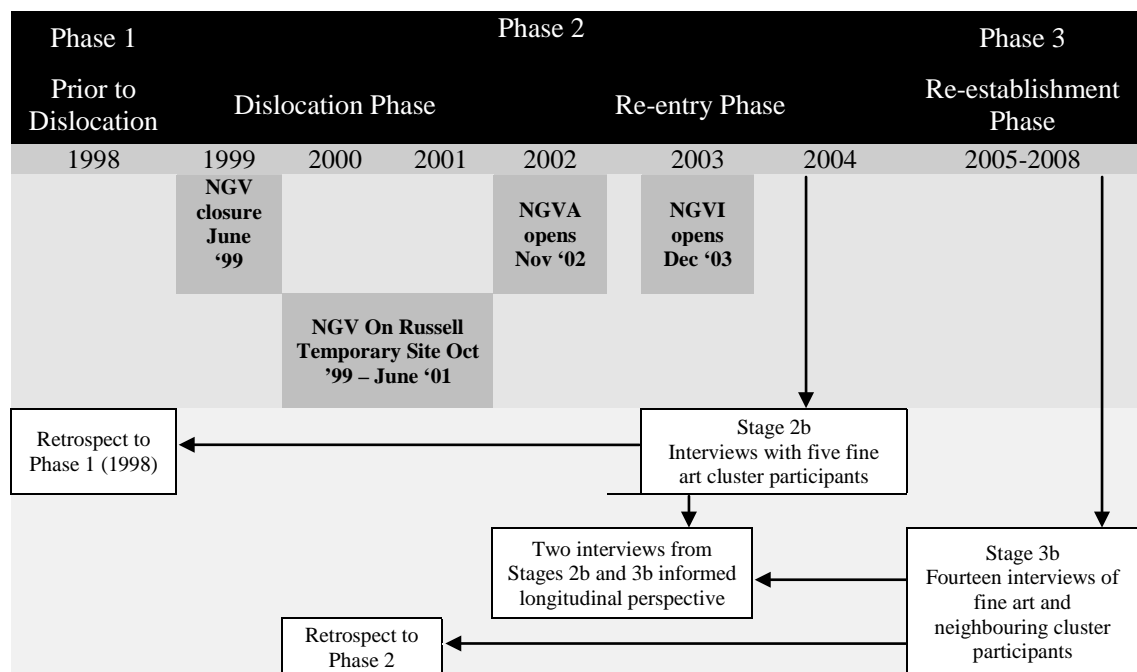 Phase 1
Phase 2
Phase 3
Prior to
Dislocation
Dislocation Phase
Re-entry Phase
Re-establishment
Phase
1998
1999
2000
2001
2002
2003
2004
2005-2008
NGV
closure
June
‘99
NGVA
opens
Nov ‘02
NGVI
opens
Dec ‘03
NGV On Russell
Temporary Site Oct
’99 – June ‘01
Retrospect to
Phase 1 (1998)
Stage 2b
Interviews with five fine
art cluster participants
Two interviews from
Stages 2b and 3b informed
longitudinal perspective
Stage 3b
Fourteen interviews of
fine art and
neighbouring cluster
participants
Retrospect to
Phase 2